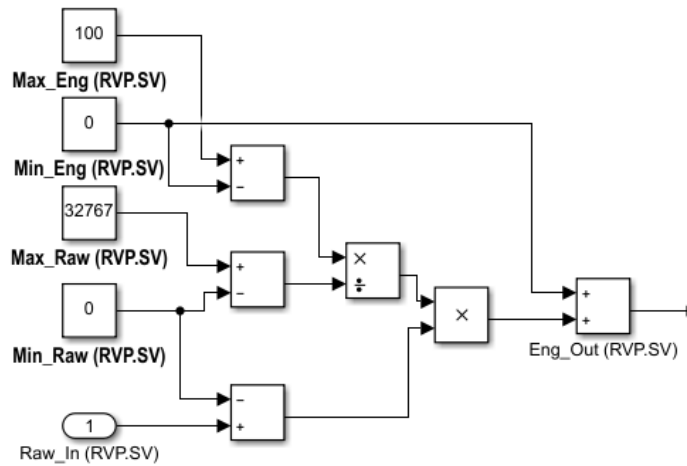 100
Max_Eng (RVP.SV)
0
Min_Eng (RVP.SV)
+
−
32767
Max_Raw (RVP.SV)
+
−
×
÷
0
Min_Raw (RVP.SV)
×
+
+
Eng_Out (RVP.SV)
−
+
1
Raw_In (RVP.SV)